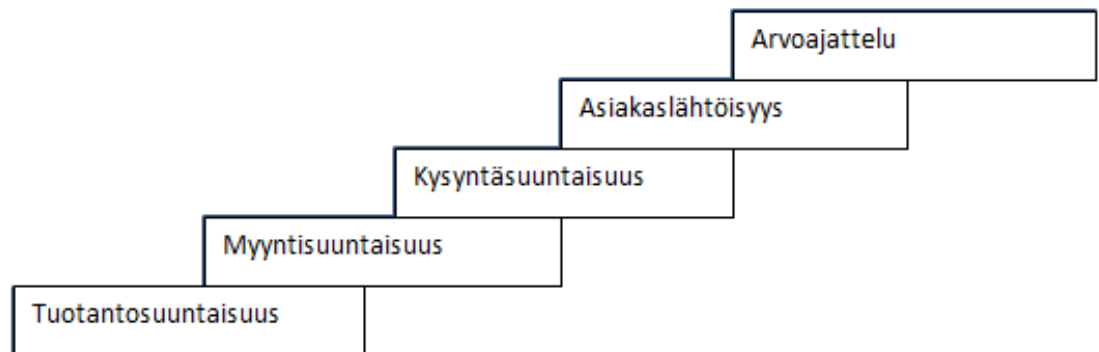 Arvoajattelu
Asiakaslähtöisyys
Kysyntäsuuntaisuus
Myyntisuuntaisuus
Tuotantosuuntaisuus